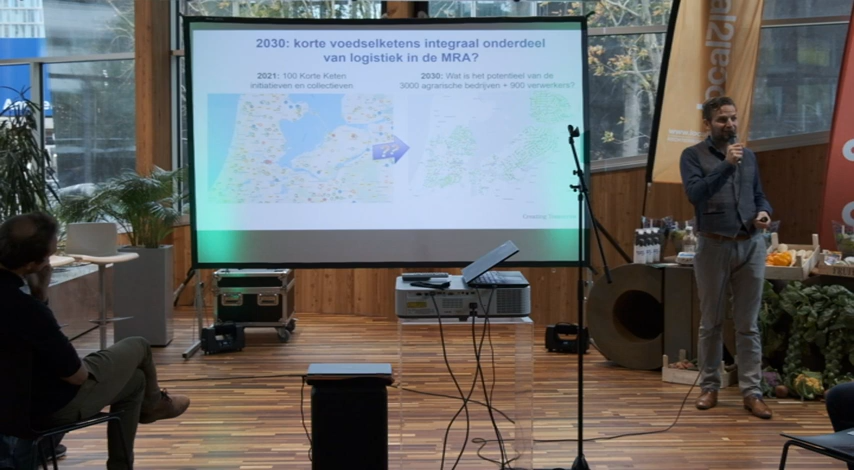 2030: korte voedselketens integraal onderdeel
van logistiek in de MRA?
2021: 100 Korte Keten
initiatieven en collectieven
2030: Wat is het potentieel van de
3000 agrarische bedrijven + 900 verwerkers?
??